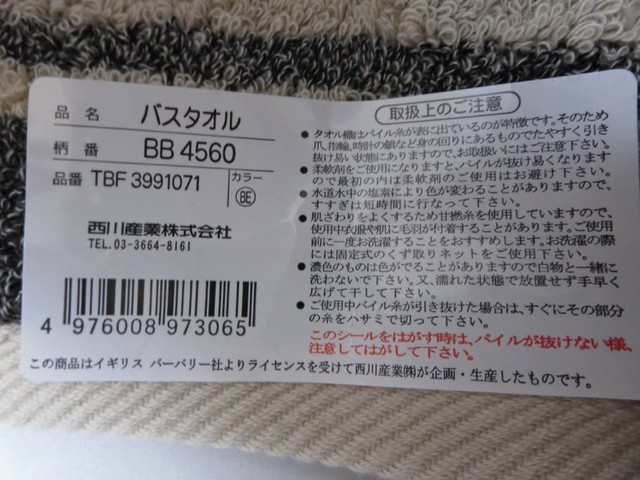 品 名 バスタオル
柄 番 BB 4560
品番 TBF 3991071 カラー BE
西川産業株式会社
TEL.03-3664-8161
4 976008 973065
取扱上のご注意
● タオル織はパイル糸が表に出ているのが特徴です。そのため
爪、指輪、時計の鎖など身の回りにあるものでたやすく引き
抜け易い状態にありますので、お取扱いにはご注意下さい。
● 柔軟剤をご使用になりますと、パイルが抜け易くなります
ので最初の内は柔軟剤のご使用はお避け下さい。
● 水道水中の塩素により色が変わることがありますので、
すすぎは短時間に行なって下さい。
● 肌ざわりをよくするため甘撚糸を使用していますので、
使用中衣服や肌に毛羽が付着することがあります。ご使用
前に一度お洗濯することをおすすめします。お洗濯の際
には固定式のくず取りネットをご使用下さい。
● 濃色のものは色がでることがありますので白物と一緒に
洗わないで下さい。又、濡れた状態で放置せず手早く
広げて干して下さい。
● ご使用中パイル糸が引き抜けた場合は、すぐにその部分
の糸をハサミで切って下さい。
このシールをはがす時は、パイルが抜けない様、
注意してはがして下さい。
この商品はイギリス バーバリー社よりライセンスを受けて西川産業㈱が企画・生産したものです。